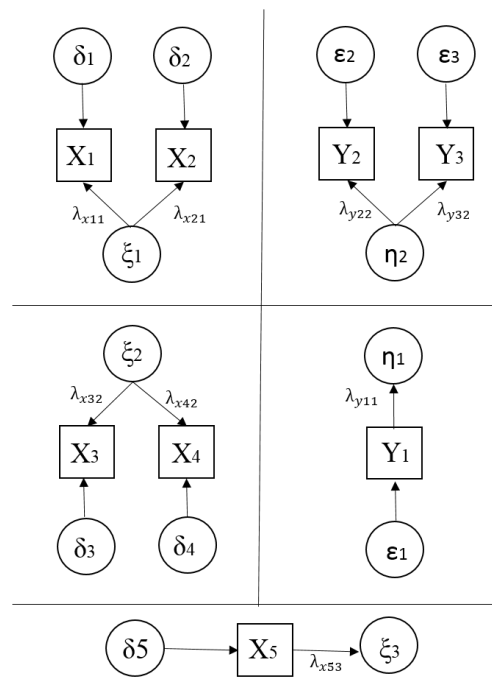 δ1 δ2
X1 X2
λx11 λx21
ξ1
ε2 ε3
Y2 Y3
λy22 λy32
η2
ξ2
λx32 λx42
X3 X4
δ3 δ4
η1
λy11
Y1
ε1
δ5 X5 λx53 ξ3